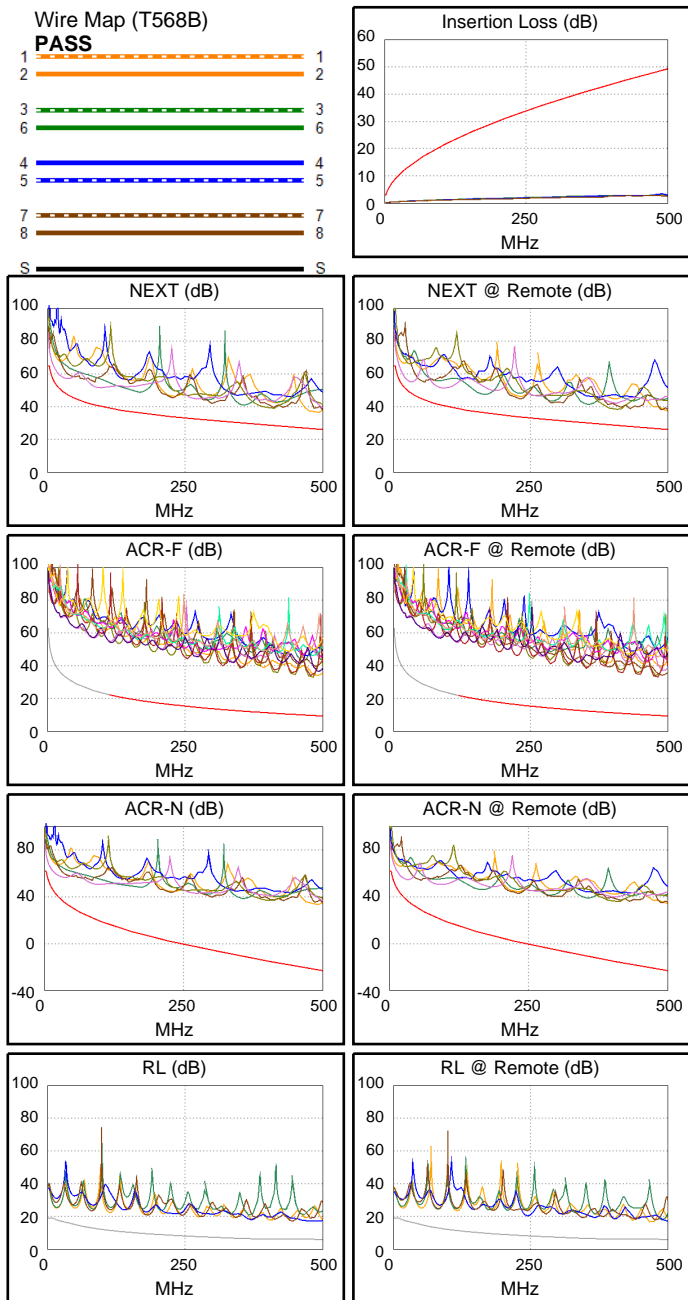 Wire Map (T568B)
PASS
1 1
2 2
3 3
6 6
4 4
5 5
7 7
8 8
S S
Insertion Loss (dB)
60
50
40
30
20
10
0
0 250 500
MHz
NEXT (dB)
100
80
60
40
20
0
0 250 500
MHz
NEXT @ Remote (dB)
100
80
60
40
20
0
0 250 500
MHz
ACR-F (dB)
100
80
60
40
20
0
0 250 500
MHz
ACR-F @ Remote (dB)
100
80
60
40
20
0
0 250 500
MHz
ACR-N (dB)
80
40
0
-40
0 250 500
MHz
ACR-N @ Remote (dB)
80
40
0
-40
0 250 500
MHz
RL (dB)
100
80
60
40
20
0
0 250 500
MHz
RL @ Remote (dB)
100
80
60
40
20
0
0 250 500
MHz